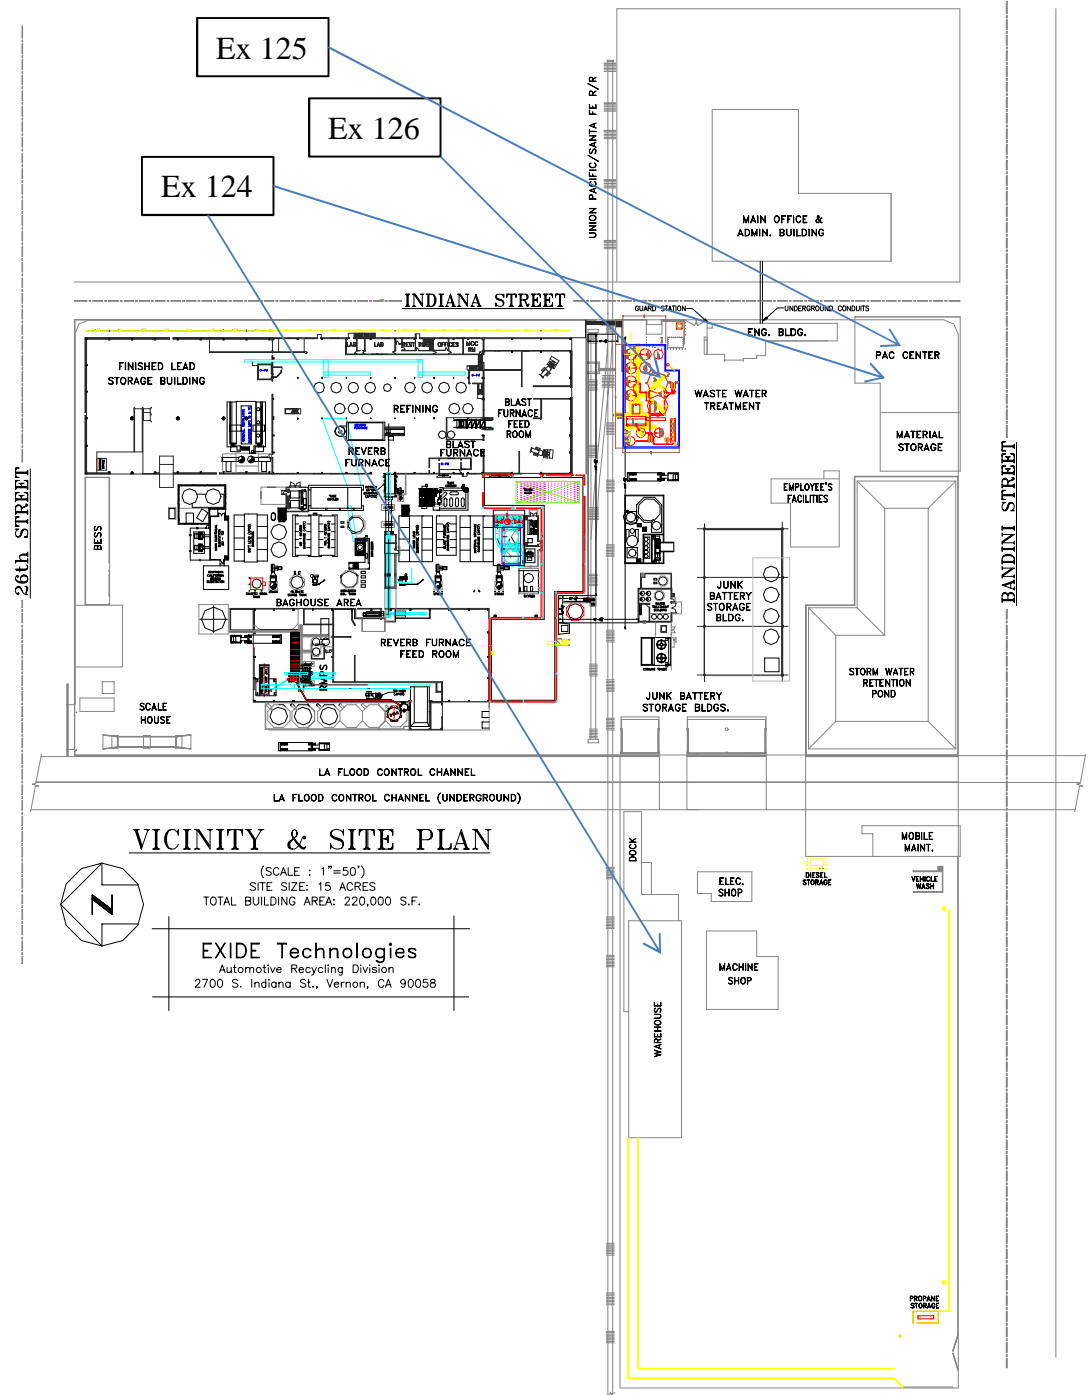 Ex 125
Ex 126
Ex 124
UNION PACIFIC/SANTA FE R/R
MAIN OFFICE &
ADMIN. BUILDING
INDIANA STREET
GUARD STATION
UNDERGROUND CONDUITS
ENG. BLDG.
PAC CENTER
LAB
LAB
OFFICES
MCC
RM
FINISHED LEAD
STORAGE BUILDING
REFINING
BLAST
FURNACE
FEED
ROOM
WASTE WATER
TREATMENT
MATERIAL
STORAGE
REVERB
FURNACE
BLAST
FURNACE
EMPLOYEE'S
FACILITIES
26th STREET
BANDINI STREET
BESS
BAGHOUSE AREA
JUNK
BATTERY
STORAGE
BLDG.
REVERB FURNACE
FEED ROOM
RMPS
STORM WATER
RETENTION
POND
SCALE
HOUSE
JUNK BATTERY
STORAGE BLDGS.
LA FLOOD CONTROL CHANNEL
LA FLOOD CONTROL CHANNEL (UNDERGROUND)
VICINITY & SITE PLAN
(SCALE : 1"=50')
SITE SIZE: 15 ACRES
TOTAL BUILDING AREA: 220,000 S.F.
N
EXIDE Technologies
Automotive Recycling Division
2700 S. Indiana St., Vernon, CA 90058
DOCK
MOBILE
MAINT.
DIESEL
STORAGE
VEHICLE
WASH
ELEC.
SHOP
MACHINE
SHOP
WAREHOUSE
PROPANE
STORAGE